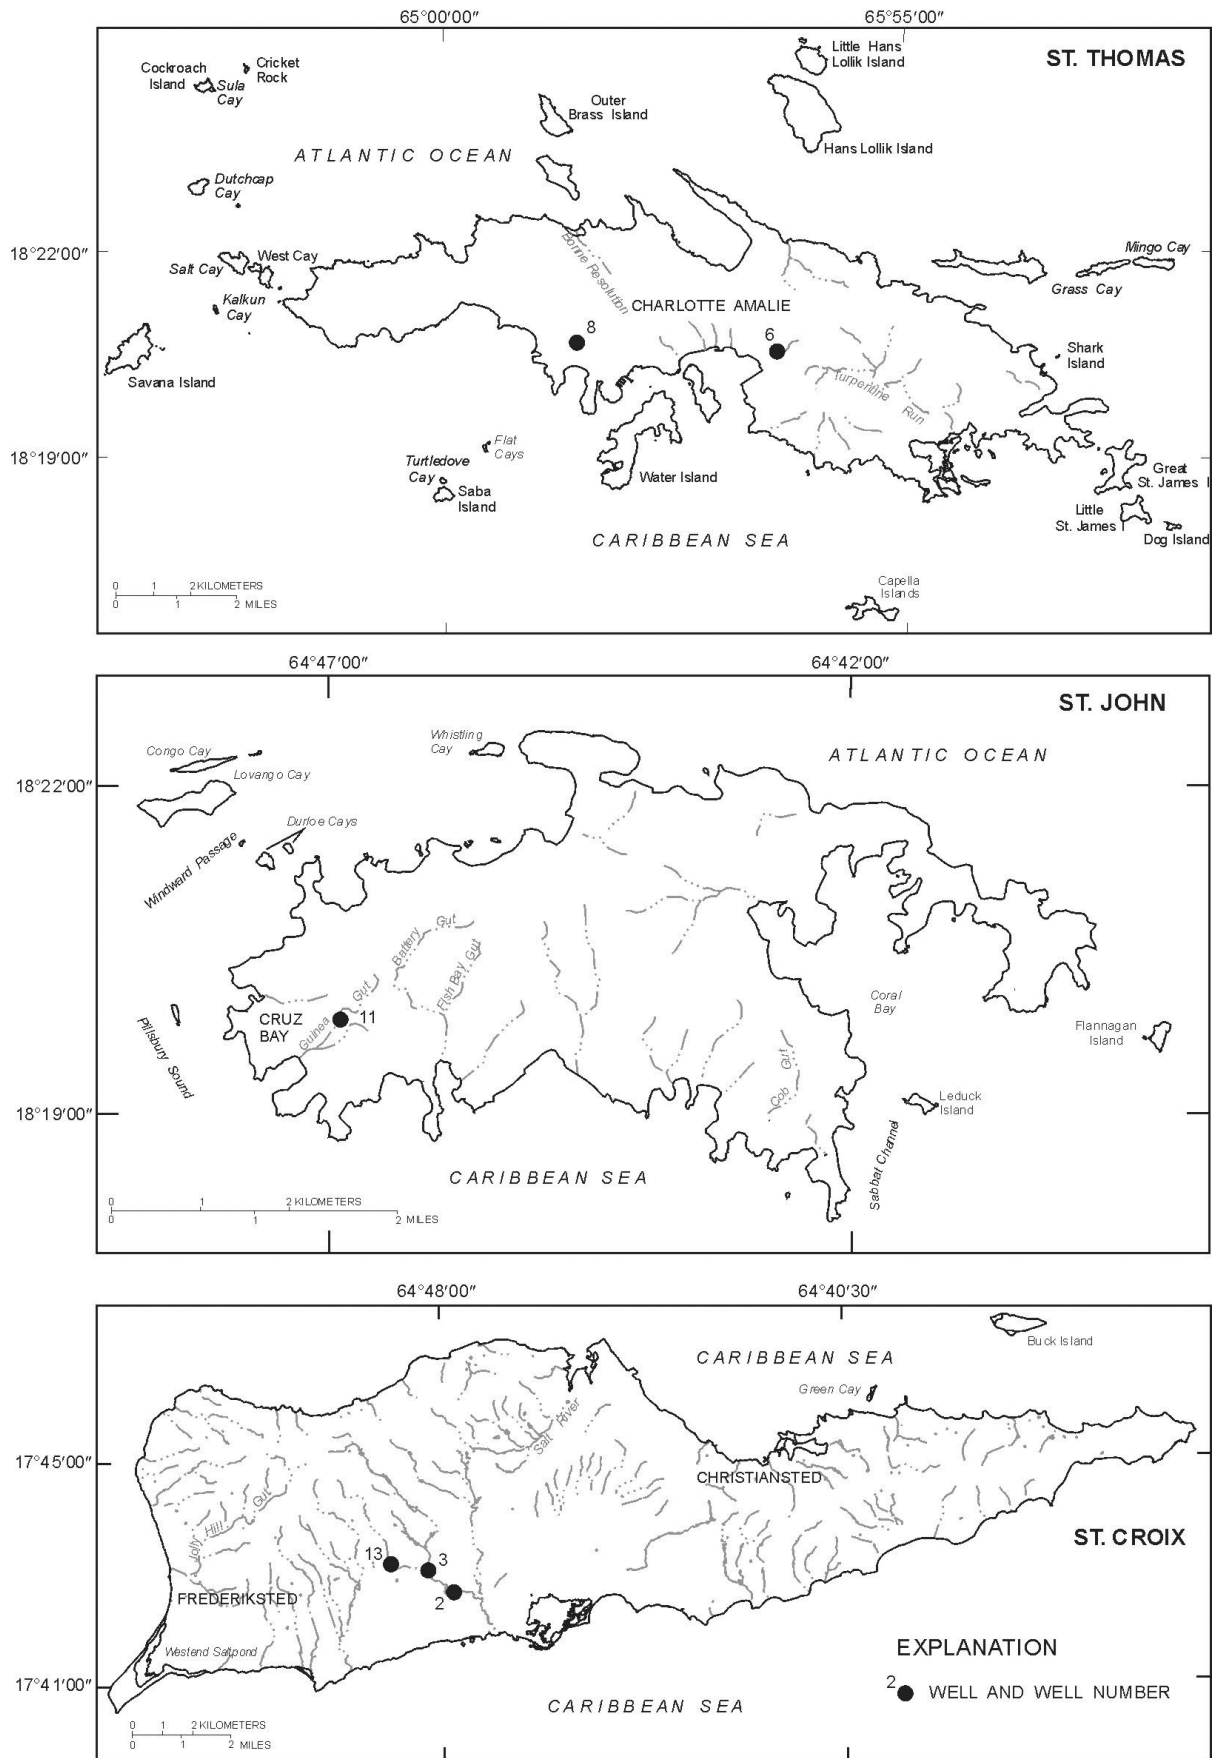 65°00′00″
65°55′00″
ST. THOMAS
Cockroach
Island
Sula
Cay
Cricket
Rock
Outer
Brass Island
Little Hans
Lollik Island
Hans Lollik Island
ATLANTIC OCEAN
Dutchcap
Cay
18°22′00″
Salt Cay
West Cay
Kalkun
Cay
Savana Island
Bonne Resolution
CHARLOTTE AMALIE
8
6
Mingo Cay
Grass Cay
Shark
Island
Turpentine Run
18°19′00″
Flat
Cays
Turtledove
Cay
Saba
Island
Water Island
Great
St. James I
Little
St. James I
Dog Island
CARIBBEAN SEA
Capella
Islands
0 1 2 KILOMETERS
0 1 2 MILES
64°47′00″
64°42′00″
ST. JOHN
Congo Cay
Lovango Cay
Whistling
Cay
ATLANTIC OCEAN
18°22′00″
Durloe Cays
Windward Passage
Battery Gut
Fish Bay Gut
Guinea Gut
CRUZ
BAY
11
Pillsbury Sound
Coral
Bay
Flannagan
Island
Cob Gut
Leduck
Island
18°19′00″
Sabbat Channel
CARIBBEAN SEA
0 1 2 KILOMETERS
0 1 2 MILES
64°48′00″
64°40′30″
Buck Island
CARIBBEAN SEA
Green Cay
Salt River
17°45′00″
CHRISTIANSTED
Jolly Hill Gut
ST. CROIX
13
3
2
FREDERIKSTED
Westend Saltpond
17°41′00″
EXPLANATION
2 WELL AND WELL NUMBER
CARIBBEAN SEA
0 1 2 KILOMETERS
0 1 2 MILES